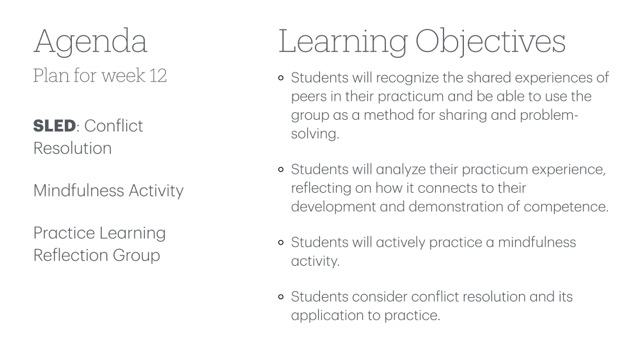 Agenda
Plan for week 12
SLED: Conflict
Resolution
Mindfulness Activity
Practice Learning
Reflection Group
Learning Objectives
Students will recognize the shared experiences of
peers in their practicum and be able to use the
group as a method for sharing and problem-
solving.
Students will analyze their practicum experience,
reflecting on how it connects to their
development and demonstration of competence.
Students will actively practice a mindfulness
activity.
Students consider conflict resolution and its
application to practice.